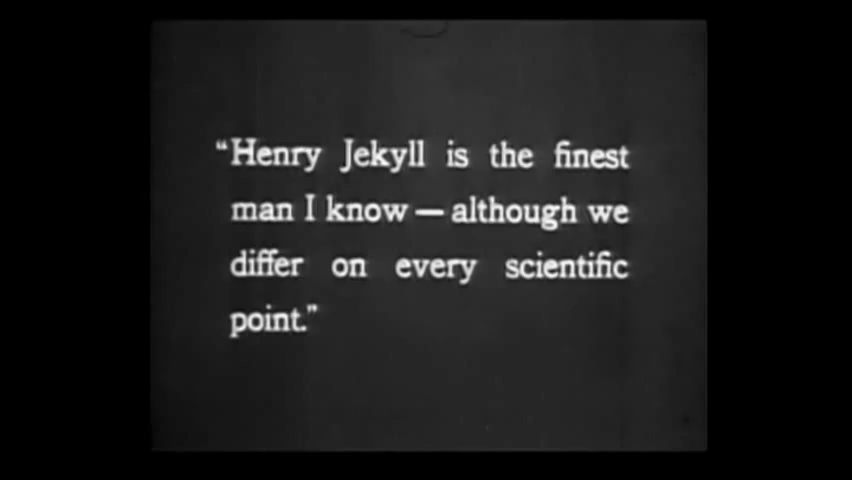 “Henry Jekyll is the finest
man I know — although we
differ on every scientific
point.”